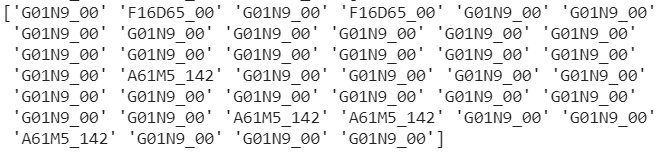 ['G01N9_00' 'F16D65_00' 'G01N9_00' 'F16D65_00' 'G01N9_00' 'G01N9_00'
'G01N9_00' 'G01N9_00' 'G01N9_00' 'G01N9_00' 'G01N9_00' 'G01N9_00'
'G01N9_00' 'G01N9_00' 'G01N9_00' 'G01N9_00' 'G01N9_00' 'G01N9_00'
'G01N9_00' 'A61M5_142' 'G01N9_00' 'G01N9_00' 'G01N9_00' 'G01N9_00'
'G01N9_00' 'G01N9_00' 'G01N9_00' 'G01N9_00' 'G01N9_00' 'G01N9_00'
'G01N9_00' 'G01N9_00' 'A61M5_142' 'A61M5_142' 'G01N9_00' 'G01N9_00'
'A61M5_142' 'G01N9_00' 'G01N9_00' 'G01N9_00']